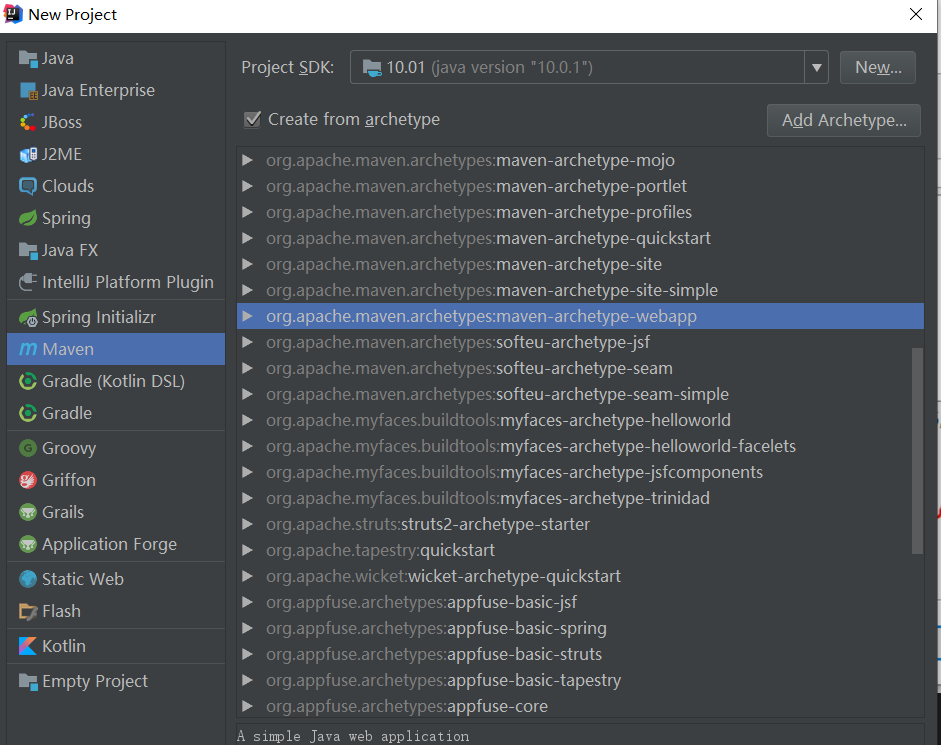 New Project
Java
Java Enterprise
JBoss
J2ME
Clouds
Spring
Java FX
IntelliJ Platform Plugin
Spring Initializr
Maven
Gradle (Kotlin DSL)
Gradle
Groovy
Griffon
Grails
Application Forge
Static Web
Flash
Kotlin
Empty Project
Project SDK: 10.01 (java version "10.0.1") New...
Create from archetype Add Archetype...
org.apache.maven.archetypes:maven-archetype-mojo
org.apache.maven.archetypes:maven-archetype-portlet
org.apache.maven.archetypes:maven-archetype-profiles
org.apache.maven.archetypes:maven-archetype-quickstart
org.apache.maven.archetypes:maven-archetype-site
org.apache.maven.archetypes:maven-archetype-site-simple
org.apache.maven.archetypes:maven-archetype-webapp
org.apache.maven.archetypes:softeu-archetype-jsf
org.apache.maven.archetypes:softeu-archetype-seam
org.apache.maven.archetypes:softeu-archetype-seam-simple
org.apache.myfaces.buildtools:myfaces-archetype-helloworld
org.apache.myfaces.buildtools:myfaces-archetype-helloworld-facelets
org.apache.myfaces.buildtools:myfaces-archetype-jsfcomponents
org.apache.myfaces.buildtools:myfaces-archetype-trinidad
org.apache.struts:struts2-archetype-starter
org.apache.tapestry:quickstart
org.apache.wicket:wicket-archetype-quickstart
org.appfuse.archetypes:appfuse-basic-jsf
org.appfuse.archetypes:appfuse-basic-spring
org.appfuse.archetypes:appfuse-basic-struts
org.appfuse.archetypes:appfuse-basic-tapestry
org.appfuse.archetypes:appfuse-core
A simple Java web application